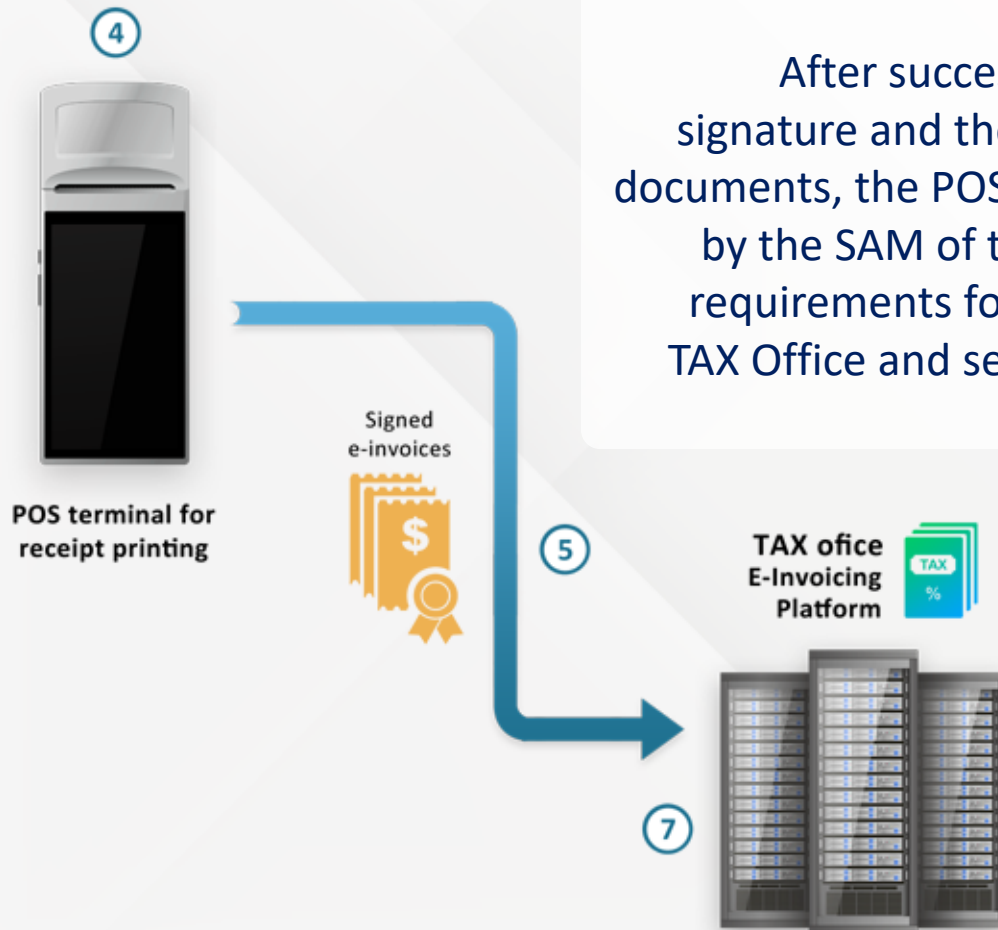 4
After succe
signature and th
documents, the POS
by the SAM of t
requirements fo
TAX Office and se
Signed
e-invoices
$
POS terminal for
receipt printing
5
TAX ofice
E-Invoicing
Platform
TAX
%
7